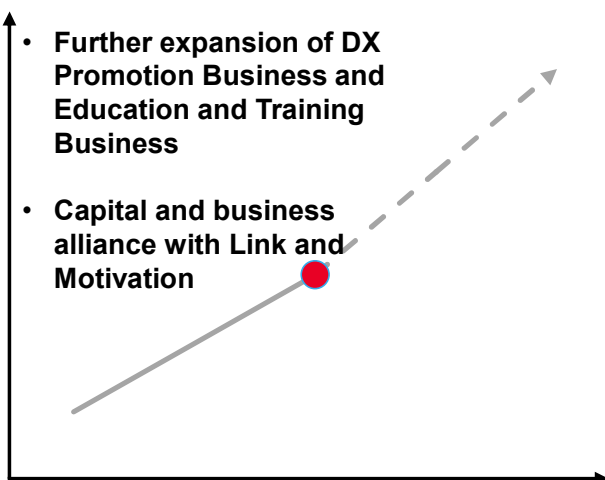 • Further expansion of DX
Promotion Business and
Education and Training
Business
• Capital and business
alliance with Link and
Motivation